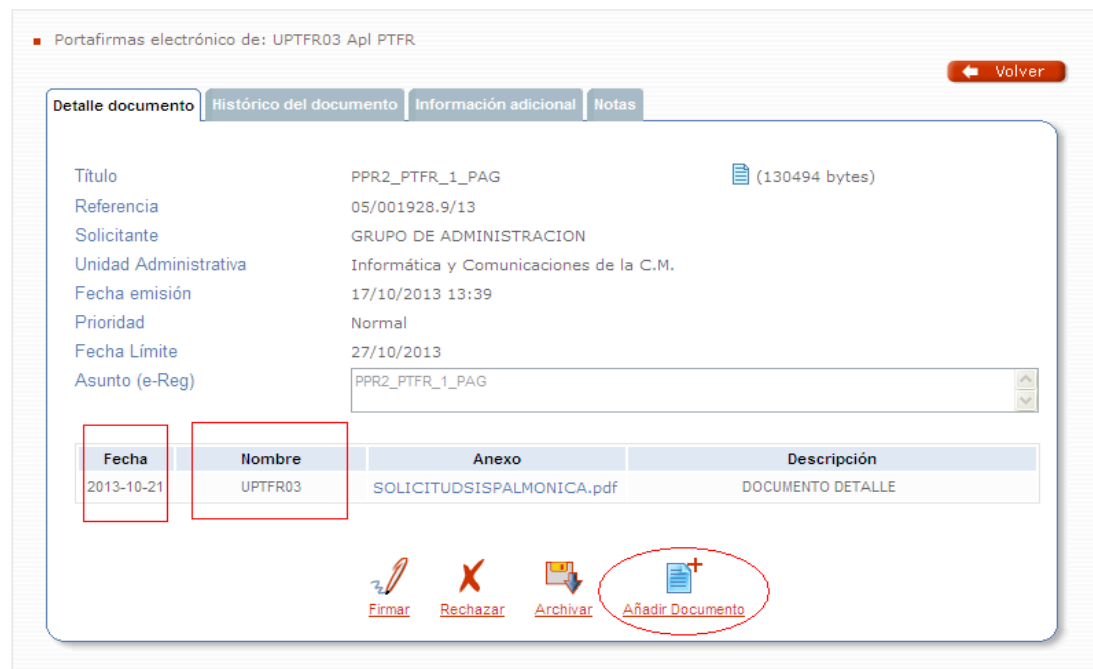 Portafirmas electrónico de: UPTFR03 Apl PTFR
Volver
Detalle documento Histórico del documento Información adicional Notas
Título PPR2_PTFR_1_PAG (130494 bytes)
Referencia 05/001928.9/13
Solicitante GRUPO DE ADMINISTRACION
Unidad Administrativa Informática y Comunicaciones de la C.M.
Fecha emisión 17/10/2013 13:39
Prioridad Normal
Fecha Límite 27/10/2013
Asunto (e-Reg) PPR2_PTFR_1_PAG
Fecha Nombre Anexo Descripción
2013-10-21 UPTFR03 SOLICITUDSISPALMONICA.pdf DOCUMENTO DETALLE
Firmar Rechazar Archivar Añadir Documento